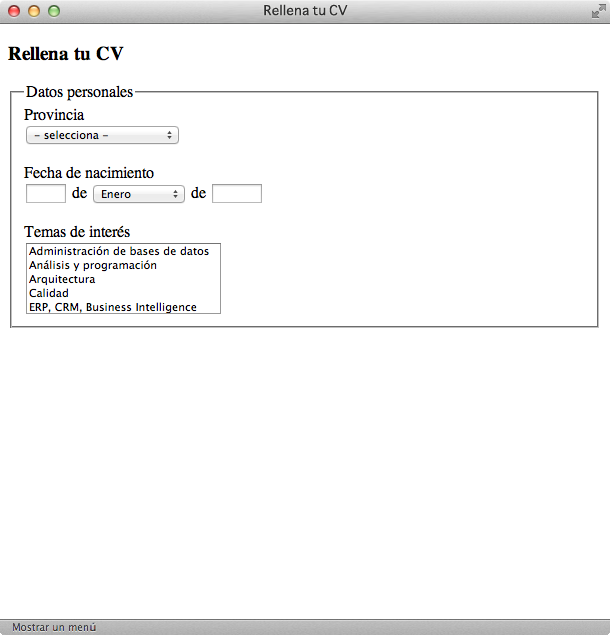 Rellena tu CV
Rellena tu CV
Datos personales
Provincia
– selecciona –
Fecha de nacimiento
de Enero de
Temas de interés
Administración de bases de datos
Análisis y programación
Arquitectura
Calidad
ERP, CRM, Business Intelligence
Mostrar un menú